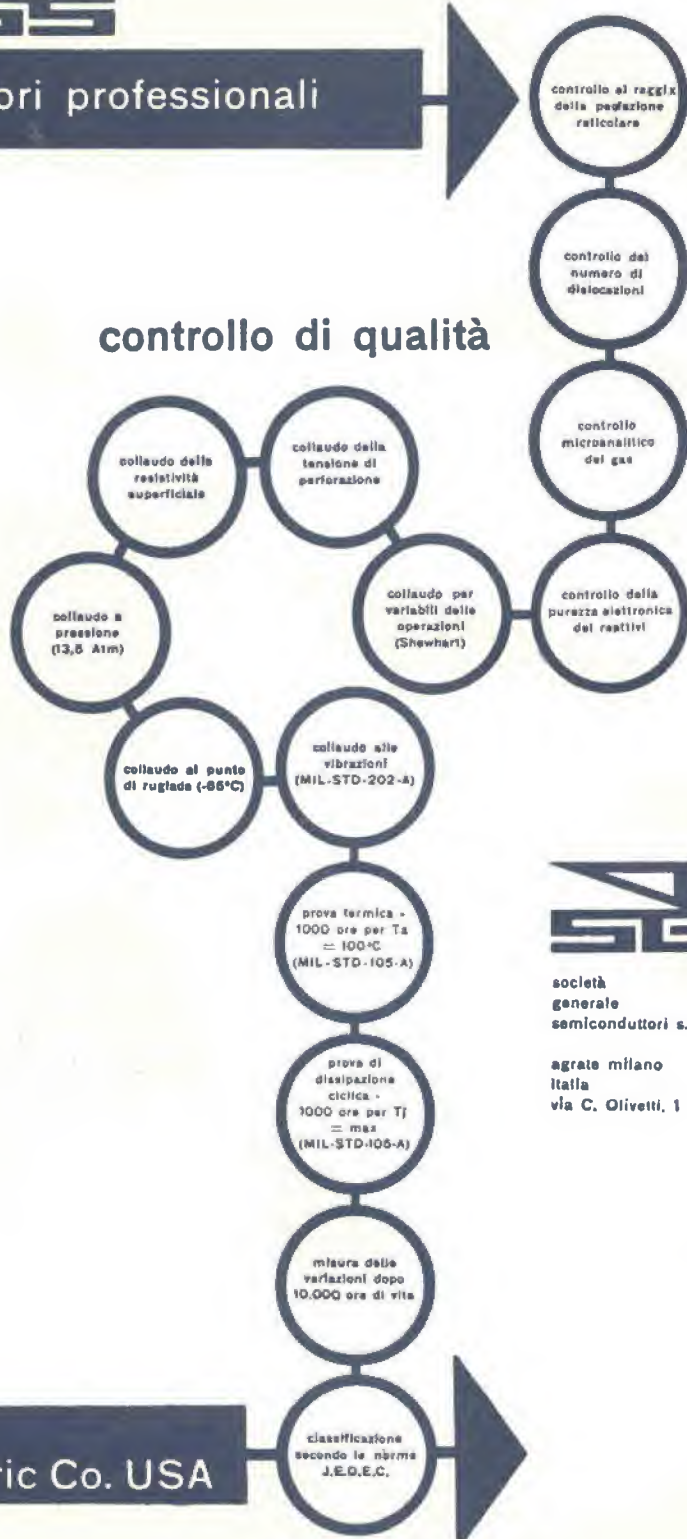 ori professionali
controllo ai raggix
della perfezione
reticolare
controllo del
numero di
dislocazioni
controllo di qualità
controllo
microanalitico
dei gas
collaudo della
tensione di
perforazione
collaudo della
resistività
superficiale
collaudo per
variabili delle
operazioni
(Shewhart)
controllo della
purezza elettronica
dei reattivi
collaudo a
pressione
(13,5 Atm)
collaudo al punto
di rugiada (-65°C)
collaudo alle
vibrazioni
(MIL-STD-202-A)
prova termica -
1000 ore per Ta
= 100°C
(MIL-STD-105-A)
prova di
dissipazione
ciclica -
1000 ore per Tj
= max
(MIL-STD-105-A)
misura delle
variazioni dopo
10.000 ore di vita
classificazione
secondo le norme
J.E.D.E.C.
società
generale
semiconduttori s.
agrate milano
italia
via C. Olivetti, 1
ric Co. USA